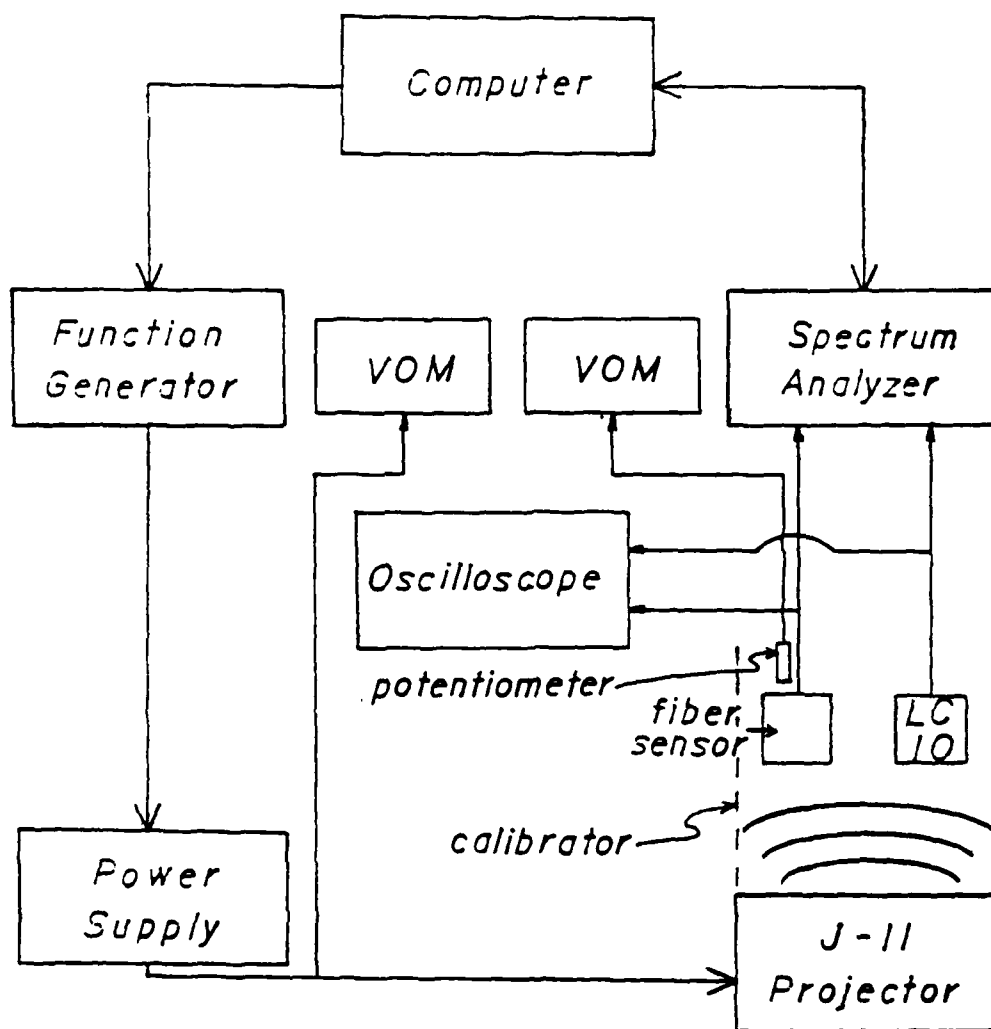 Computer
Function
Generator
VOM
VOM
Spectrum
Analyzer
Oscilloscope
potentiometer
fiber
sensor
LC
10
calibrator
Power
Supply
J-11
Projector